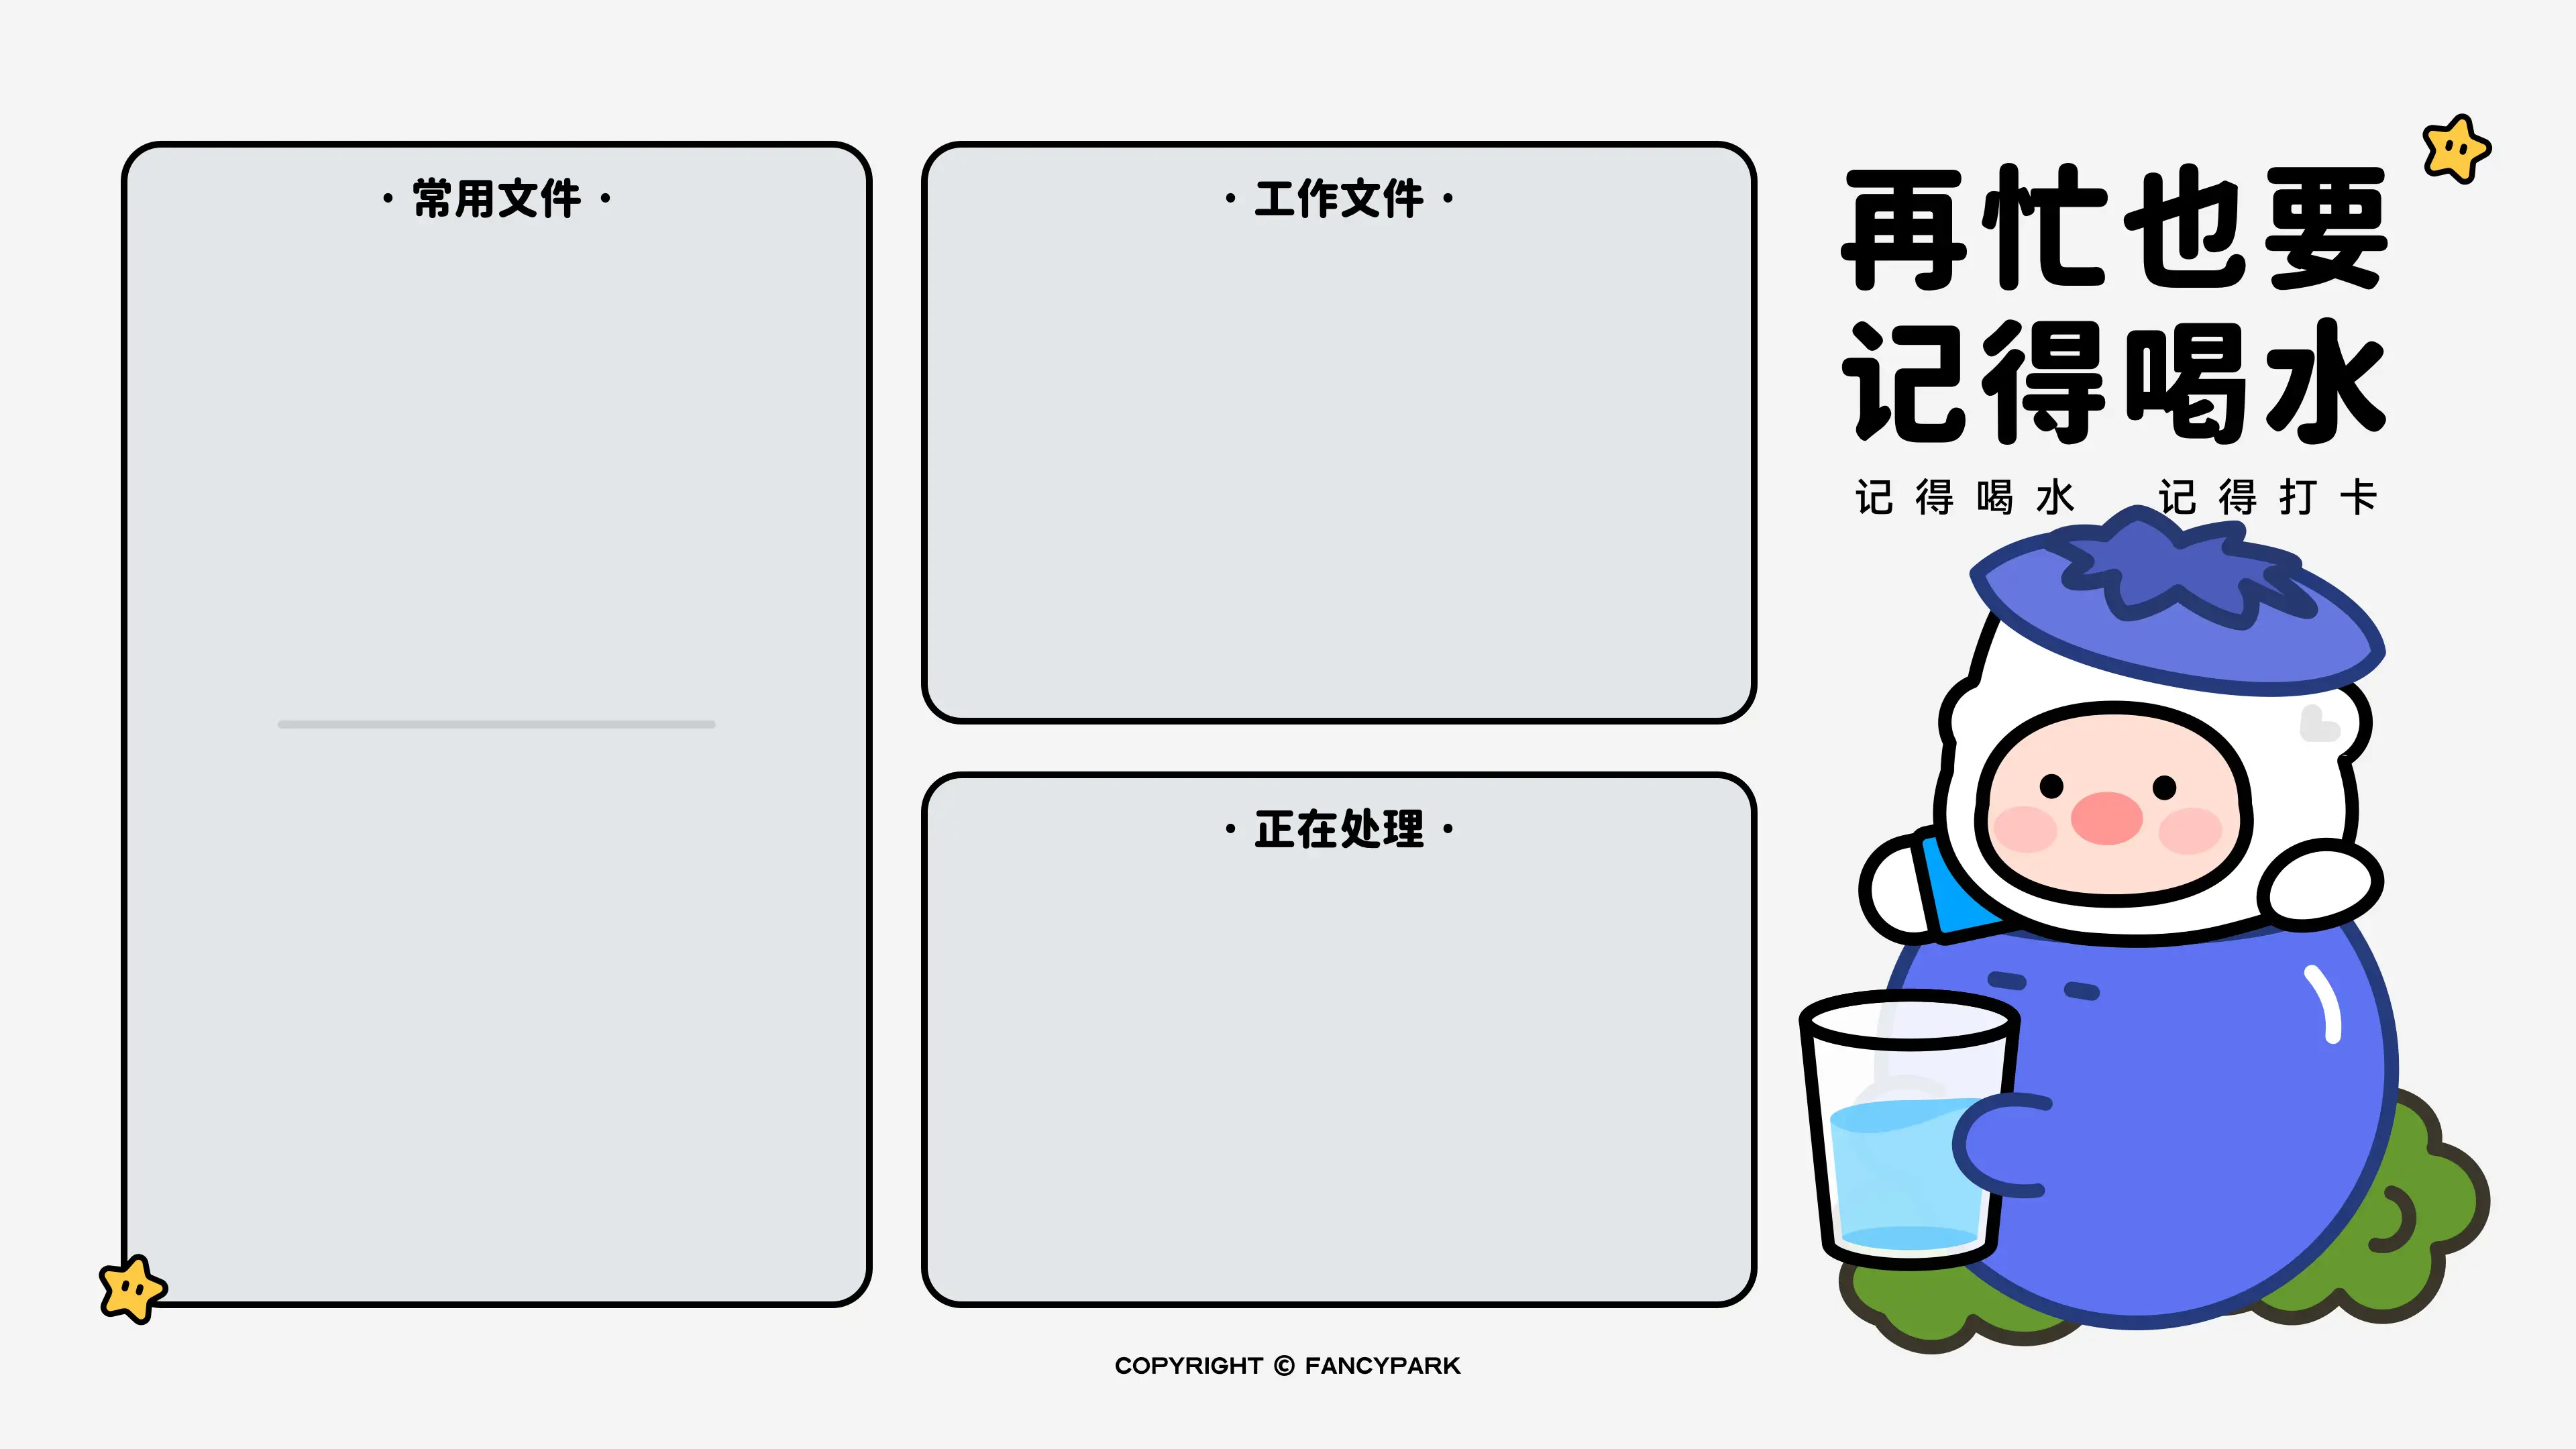 · 常用文件 ·
· 工作文件 ·
· 正在处理 ·
再忙也要
记得喝水
记得喝水 记得打卡
COPYRIGHT © FANCYPARK